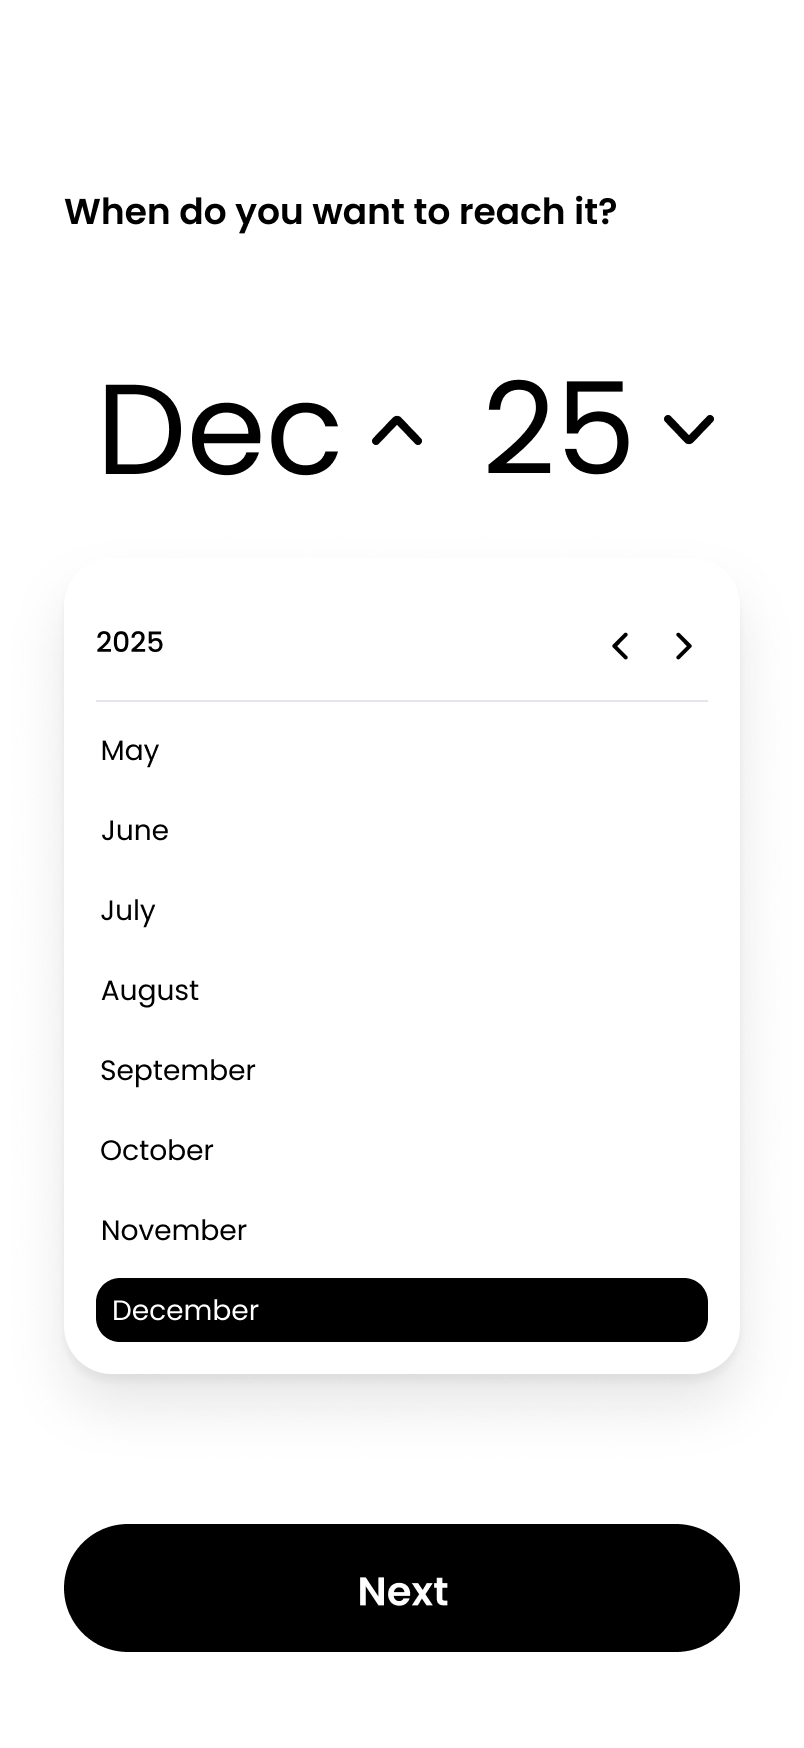 When do you want to reach it?
Dec 25
2025
May
June
July
August
September
October
November
December
Next